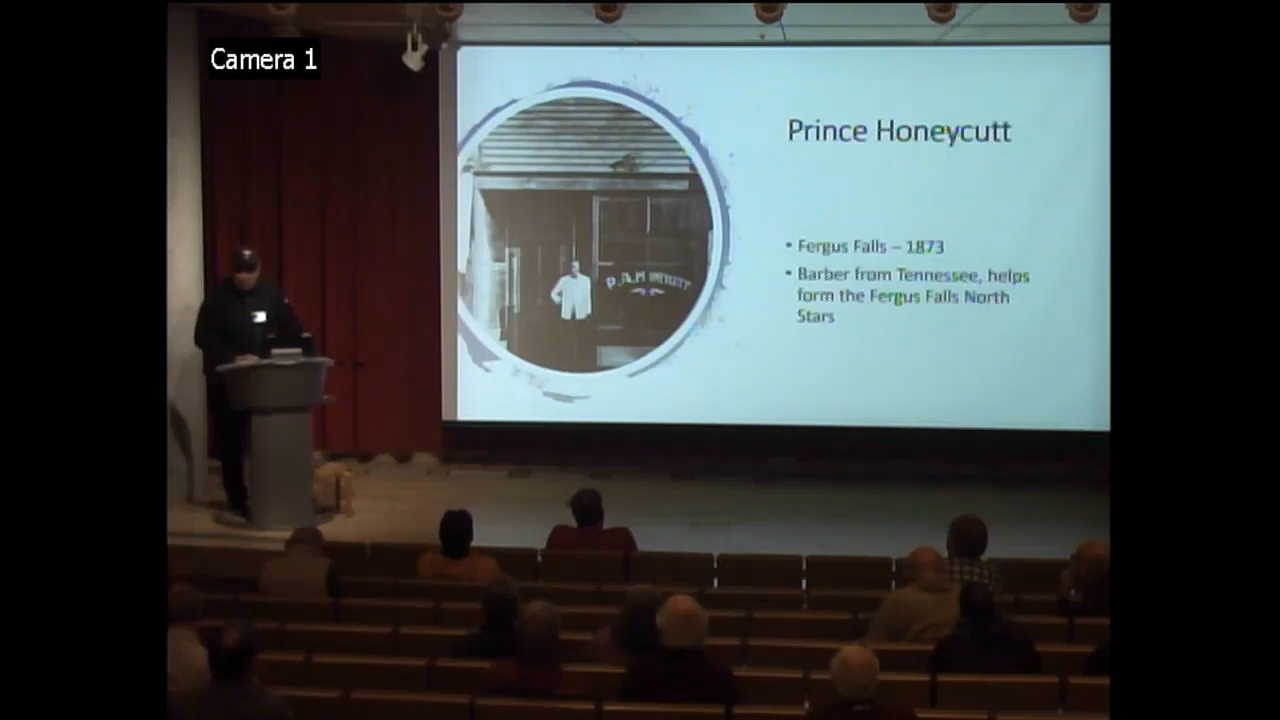 Camera 1
Prince Honeycutt
• Fergus Falls – 1873
• Barber from Tennessee, helps
form the Fergus Falls North
Stars